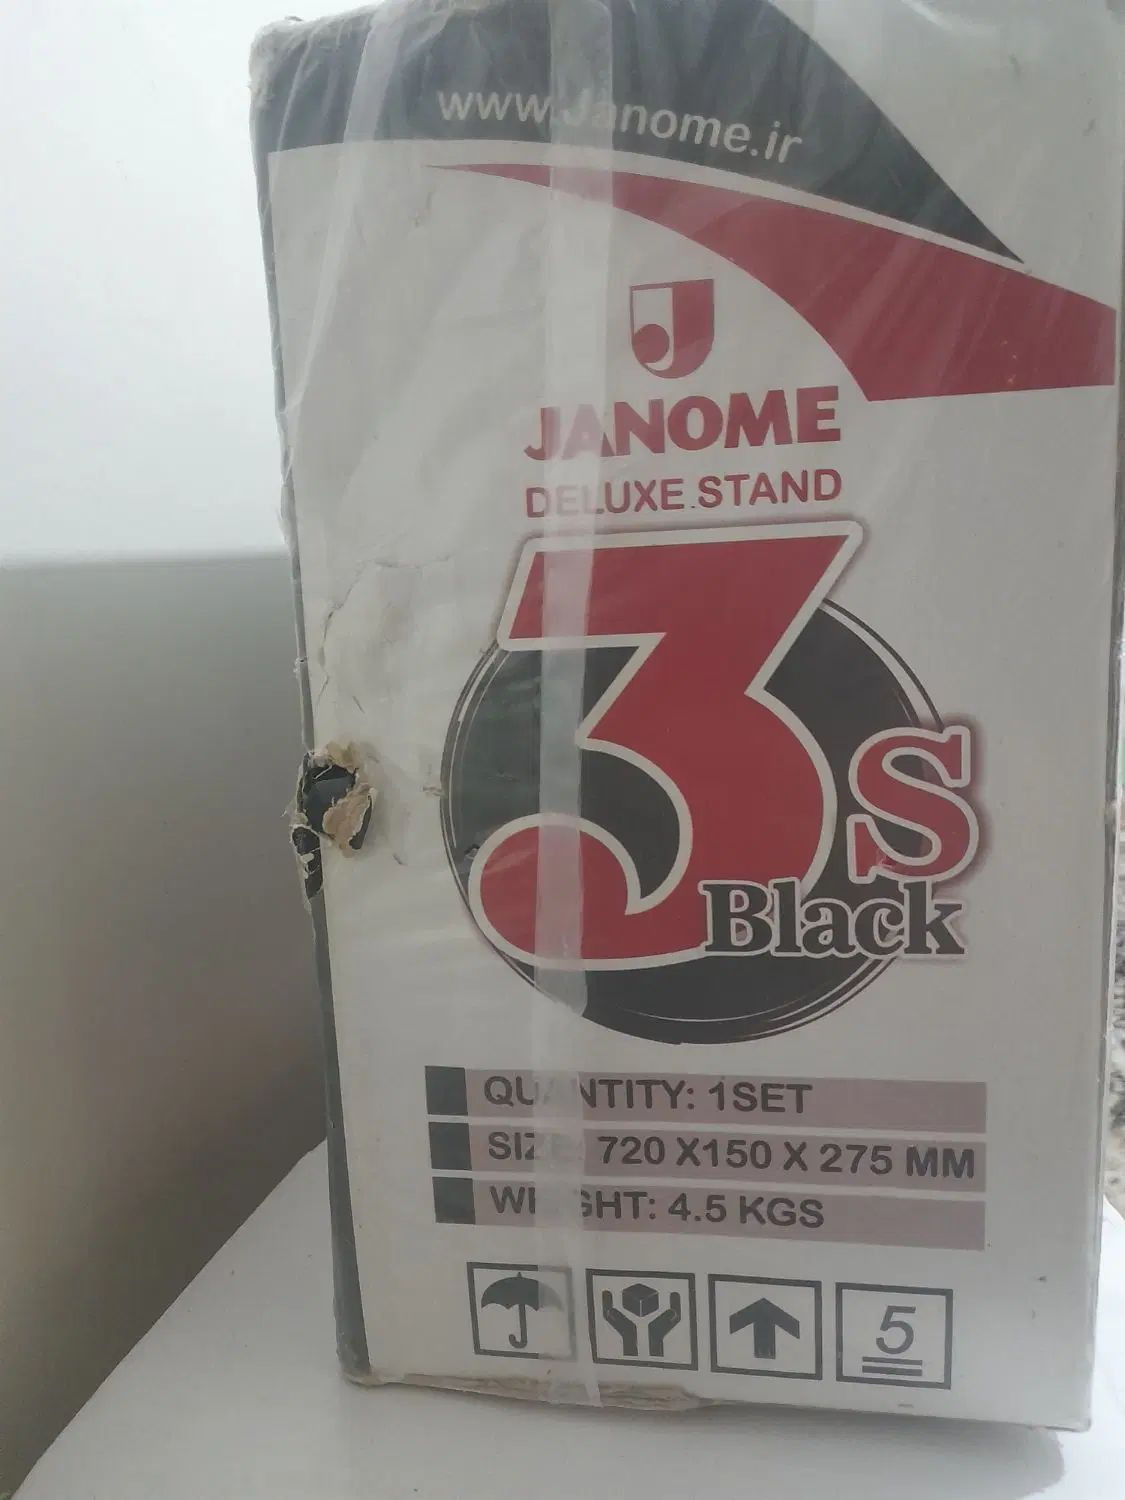 www.Janome.ir
JANOME
DELUXE STAND
3s
Black
QUANTITY: 1SET
SIZE: 720 X150 X 275 MM
WEIGHT: 4.5 KGS
5